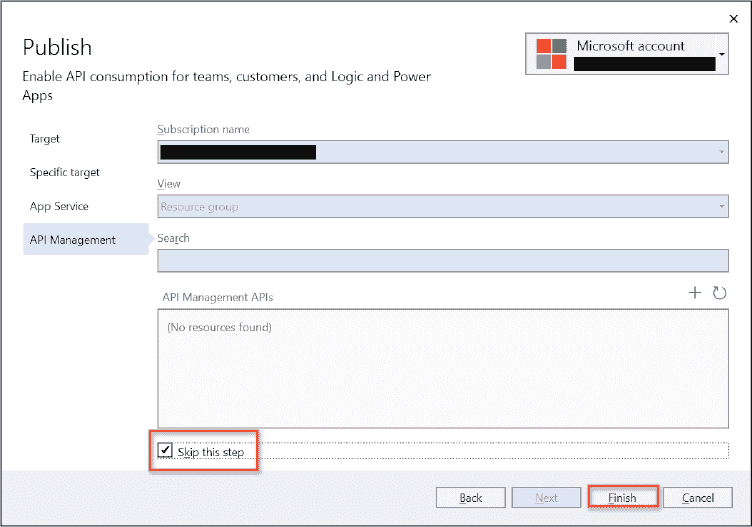 Publish
Microsoft account
Enable API consumption for teams, customers, and Logic and Power
Apps
Target
Specific target
App Service
API Management
Subscription name
View
Resource group
Search
API Management APIs
(No resources found)
Skip this step
Back
Next
Finish
Cancel